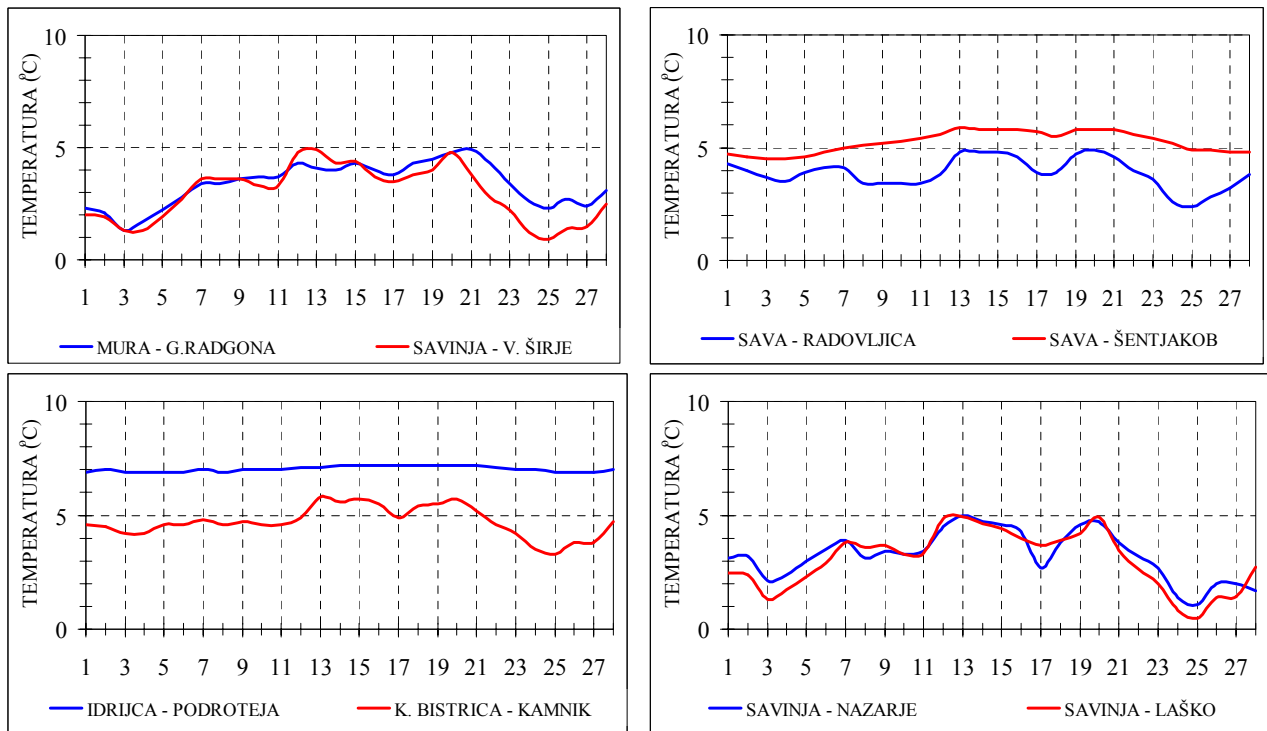 TEMPERATURA (°C)
10
5
0
1 3 5 7 9 11 13 15 17 19 21 23 25 27
MURA - G.RADGONA SAVINJA - V. ŠIRJE
TEMPERATURA (°C)
10
5
0
1 3 5 7 9 11 13 15 17 19 21 23 25 27
SAVA - RADOVLJICA SAVA - ŠENTJAKOB
TEMPERATURA (°C)
10
5
0
1 3 5 7 9 11 13 15 17 19 21 23 25 27
IDRIJCA - PODROTEJA K. BISTRICA - KAMNIK
TEMPERATURA (°C)
10
5
0
1 3 5 7 9 11 13 15 17 19 21 23 25 27
SAVINJA - NAZARJE SAVINJA - LAŠKO